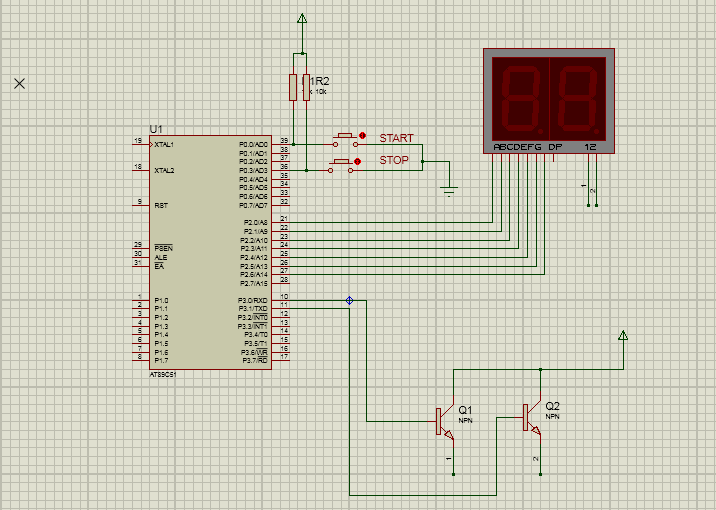 1R2
10k
U1
19 XTAL1
18 XTAL2
9 RST
29 PSEN
30 ALE
31 EA
1 P1.0
2 P1.1
3 P1.2
4 P1.3
5 P1.4
6 P1.5
7 P1.6
8 P1.7
AT89C51
P0.0/AD0 39
P0.1/AD1 38
P0.2/AD2 37
P0.3/AD3 36
P0.4/AD4 35
P0.5/AD5 34
P0.6/AD6 33
P0.7/AD7 32
P2.0/A8 21
P2.1/A9 22
P2.2/A10 23
P2.3/A11 24
P2.4/A12 25
P2.5/A13 26
P2.6/A14 27
P2.7/A15 28
P3.0/RXD 10
P3.1/TXD 11
P3.2/INT0 12
P3.3/INT1 13
P3.4/T0 14
P3.5/T1 15
P3.6/WR 16
P3.7/RD 17
START
STOP
ABCDEFG DP 12
1
2
Q1
NPN
1
Q2
NPN
2